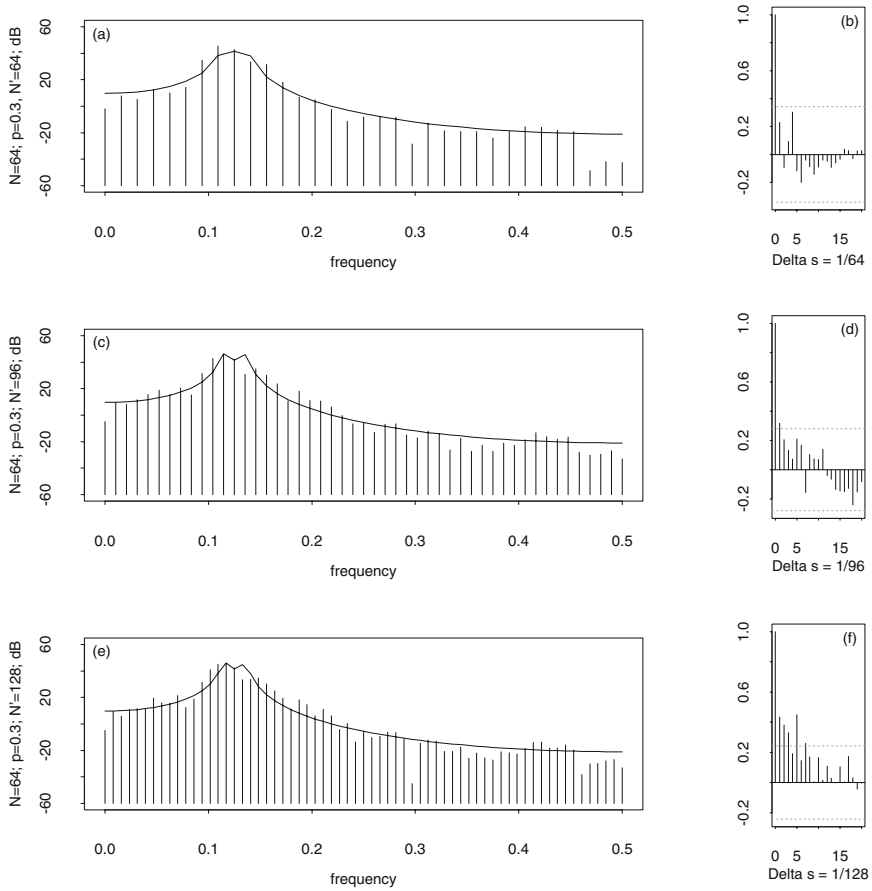 N=64; p=0.3, N'=64; dB
60
20
-20
-60
(a)
0.0 0.1 0.2 0.3 0.4 0.5
frequency
1.0
0.6
0.2
-0.2
(b)
0 5 15
Delta s = 1/64
N=64; p=0.3; N'=96; dB
60
20
-20
-60
(c)
0.0 0.1 0.2 0.3 0.4 0.5
frequency
1.0
0.6
0.2
-0.2
(d)
0 5 15
Delta s = 1/96
N=64; p=0.3; N'=128; dB
60
20
-20
-60
(e)
0.0 0.1 0.2 0.3 0.4 0.5
frequency
1.0
0.6
0.2
-0.2
(f)
0 5 15
Delta s = 1/128